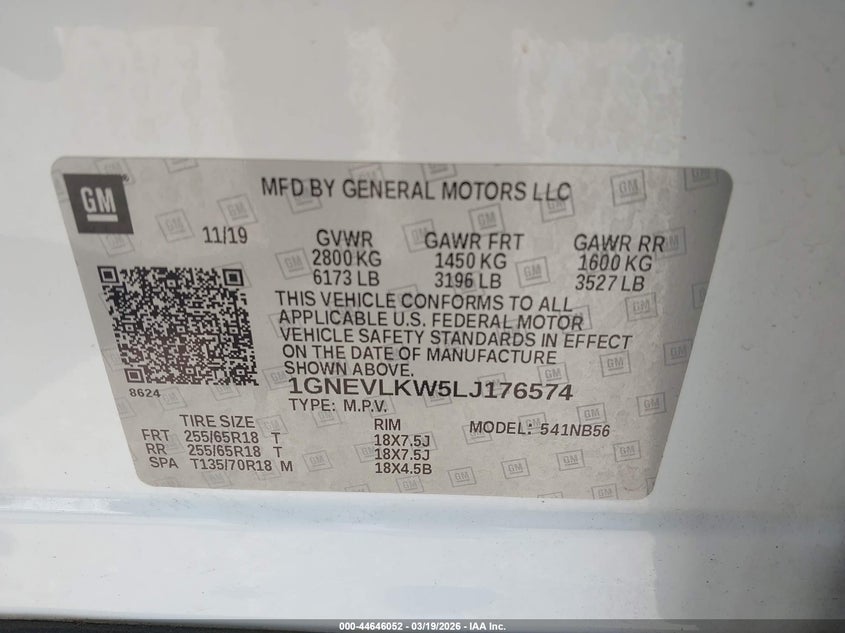 GM
MFD BY GENERAL MOTORS LLC
11/19 GVWR GAWR FRT GAWR RR
2800 KG 1450 KG 1600 KG
6173 LB 3196 LB 3527 LB
THIS VEHICLE CONFORMS TO ALL
APPLICABLE U.S. FEDERAL MOTOR
VEHICLE SAFETY STANDARDS IN EFFECT
ON THE DATE OF MANUFACTURE
SHOWN ABOVE.
8624
1GNEVLKW5LJ176574
TYPE: M.P.V.
TIRE SIZE RIM MODEL: 541NB56
FRT 255/65R18 T 18X7.5J
RR 255/65R18 T 18X7.5J
SPA T135/70R18 M 18X4.5B
000-44646052 — 03/19/2026 — IAA Inc.